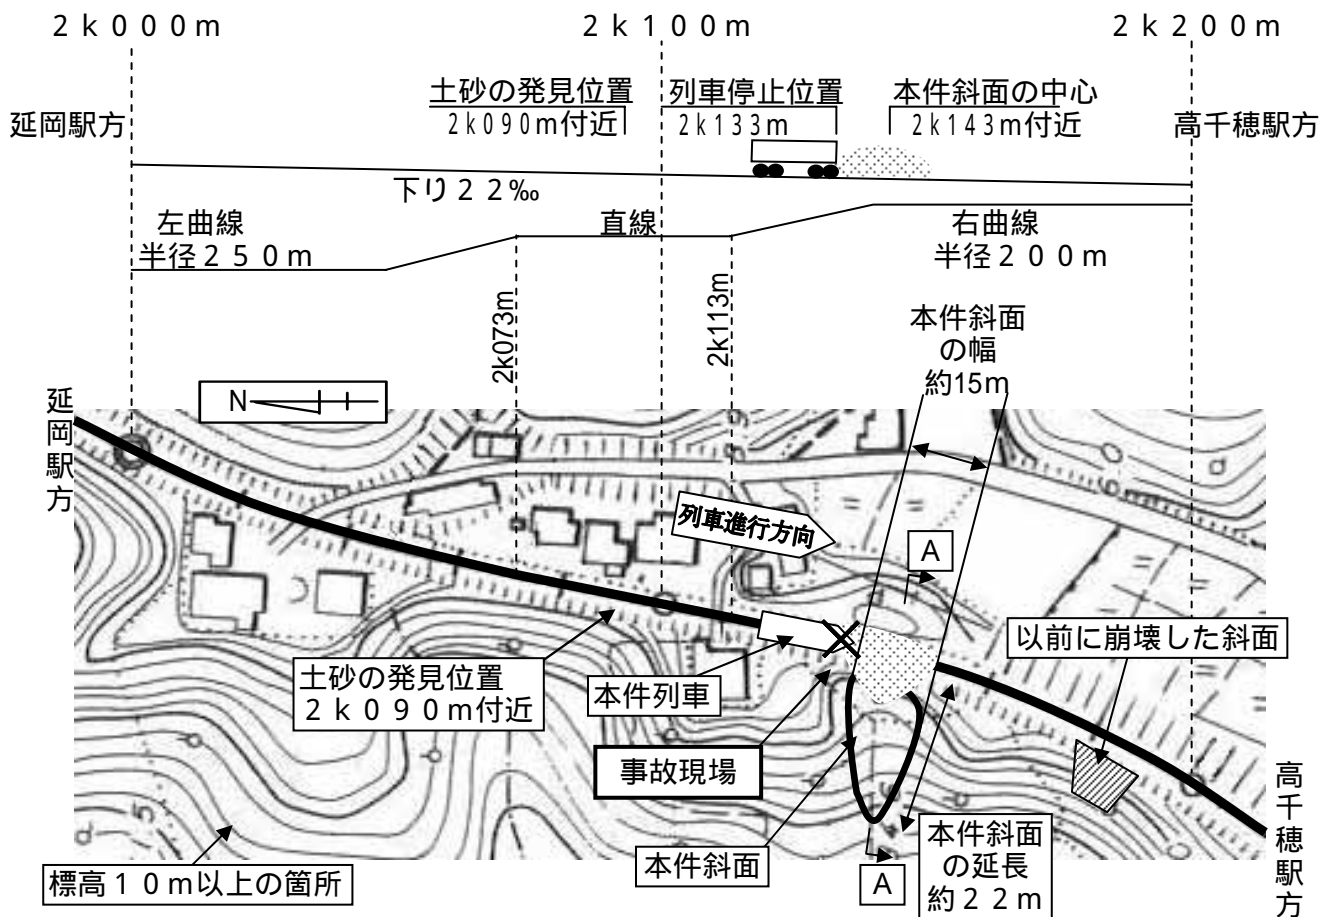 ２ｋ０００ｍ
２ｋ１００ｍ
２ｋ２００ｍ
土砂の発見位置
２ｋ０９０ｍ付近
列車停止位置
２ｋ１３３ｍ
本件斜面の中心
２ｋ１４３ｍ付近
延岡駅方
高千穂駅方
下り２２‰
左曲線
半径２５０ｍ
直線
右曲線
半径２００ｍ
2k073m
2k113m
本件斜面
の幅
約15m
N
延岡駅方
列車進行方向
A
以前に崩壊した斜面
土砂の発見位置
２ｋ０９０ｍ付近
本件列車
事故現場
本件斜面
標高１０ｍ以上の箇所
A
本件斜面
の延長
約２２ｍ
高千穂駅方